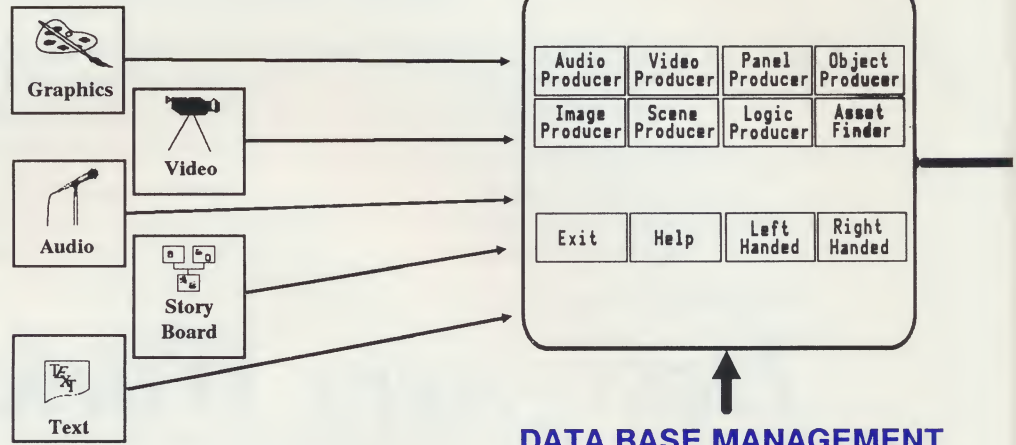 Graphics
Video
Audio
Story
Board
TEXT
Text
Audio
Producer
Video
Producer
Panel
Producer
Object
Producer
Image
Producer
Scene
Producer
Logic
Producer
Asset
Finder
Exit
Help
Left
Handed
Right
Handed
DATA BASE MANAGEMENT